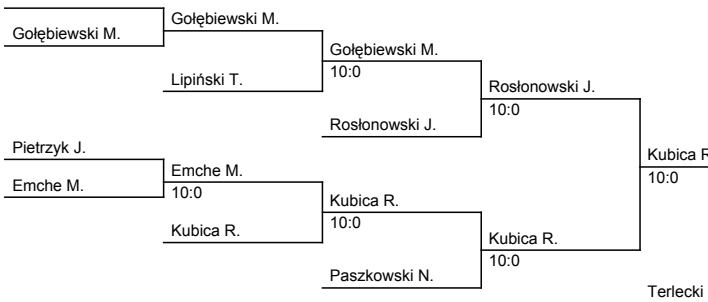 Gołębiewski M.
Gołębiewski M.
Lipiński T.
Gołębiewski M.
10:0
Rosłonowski J.
Rosłonowski J.
10:0
Pietrzyk J.
Emche M.
Emche M.
10:0
Kubica R.
Kubica R.
10:0
Paszkowski N.
Kubica R.
10:0
Kubica R
10:0
Terlecki